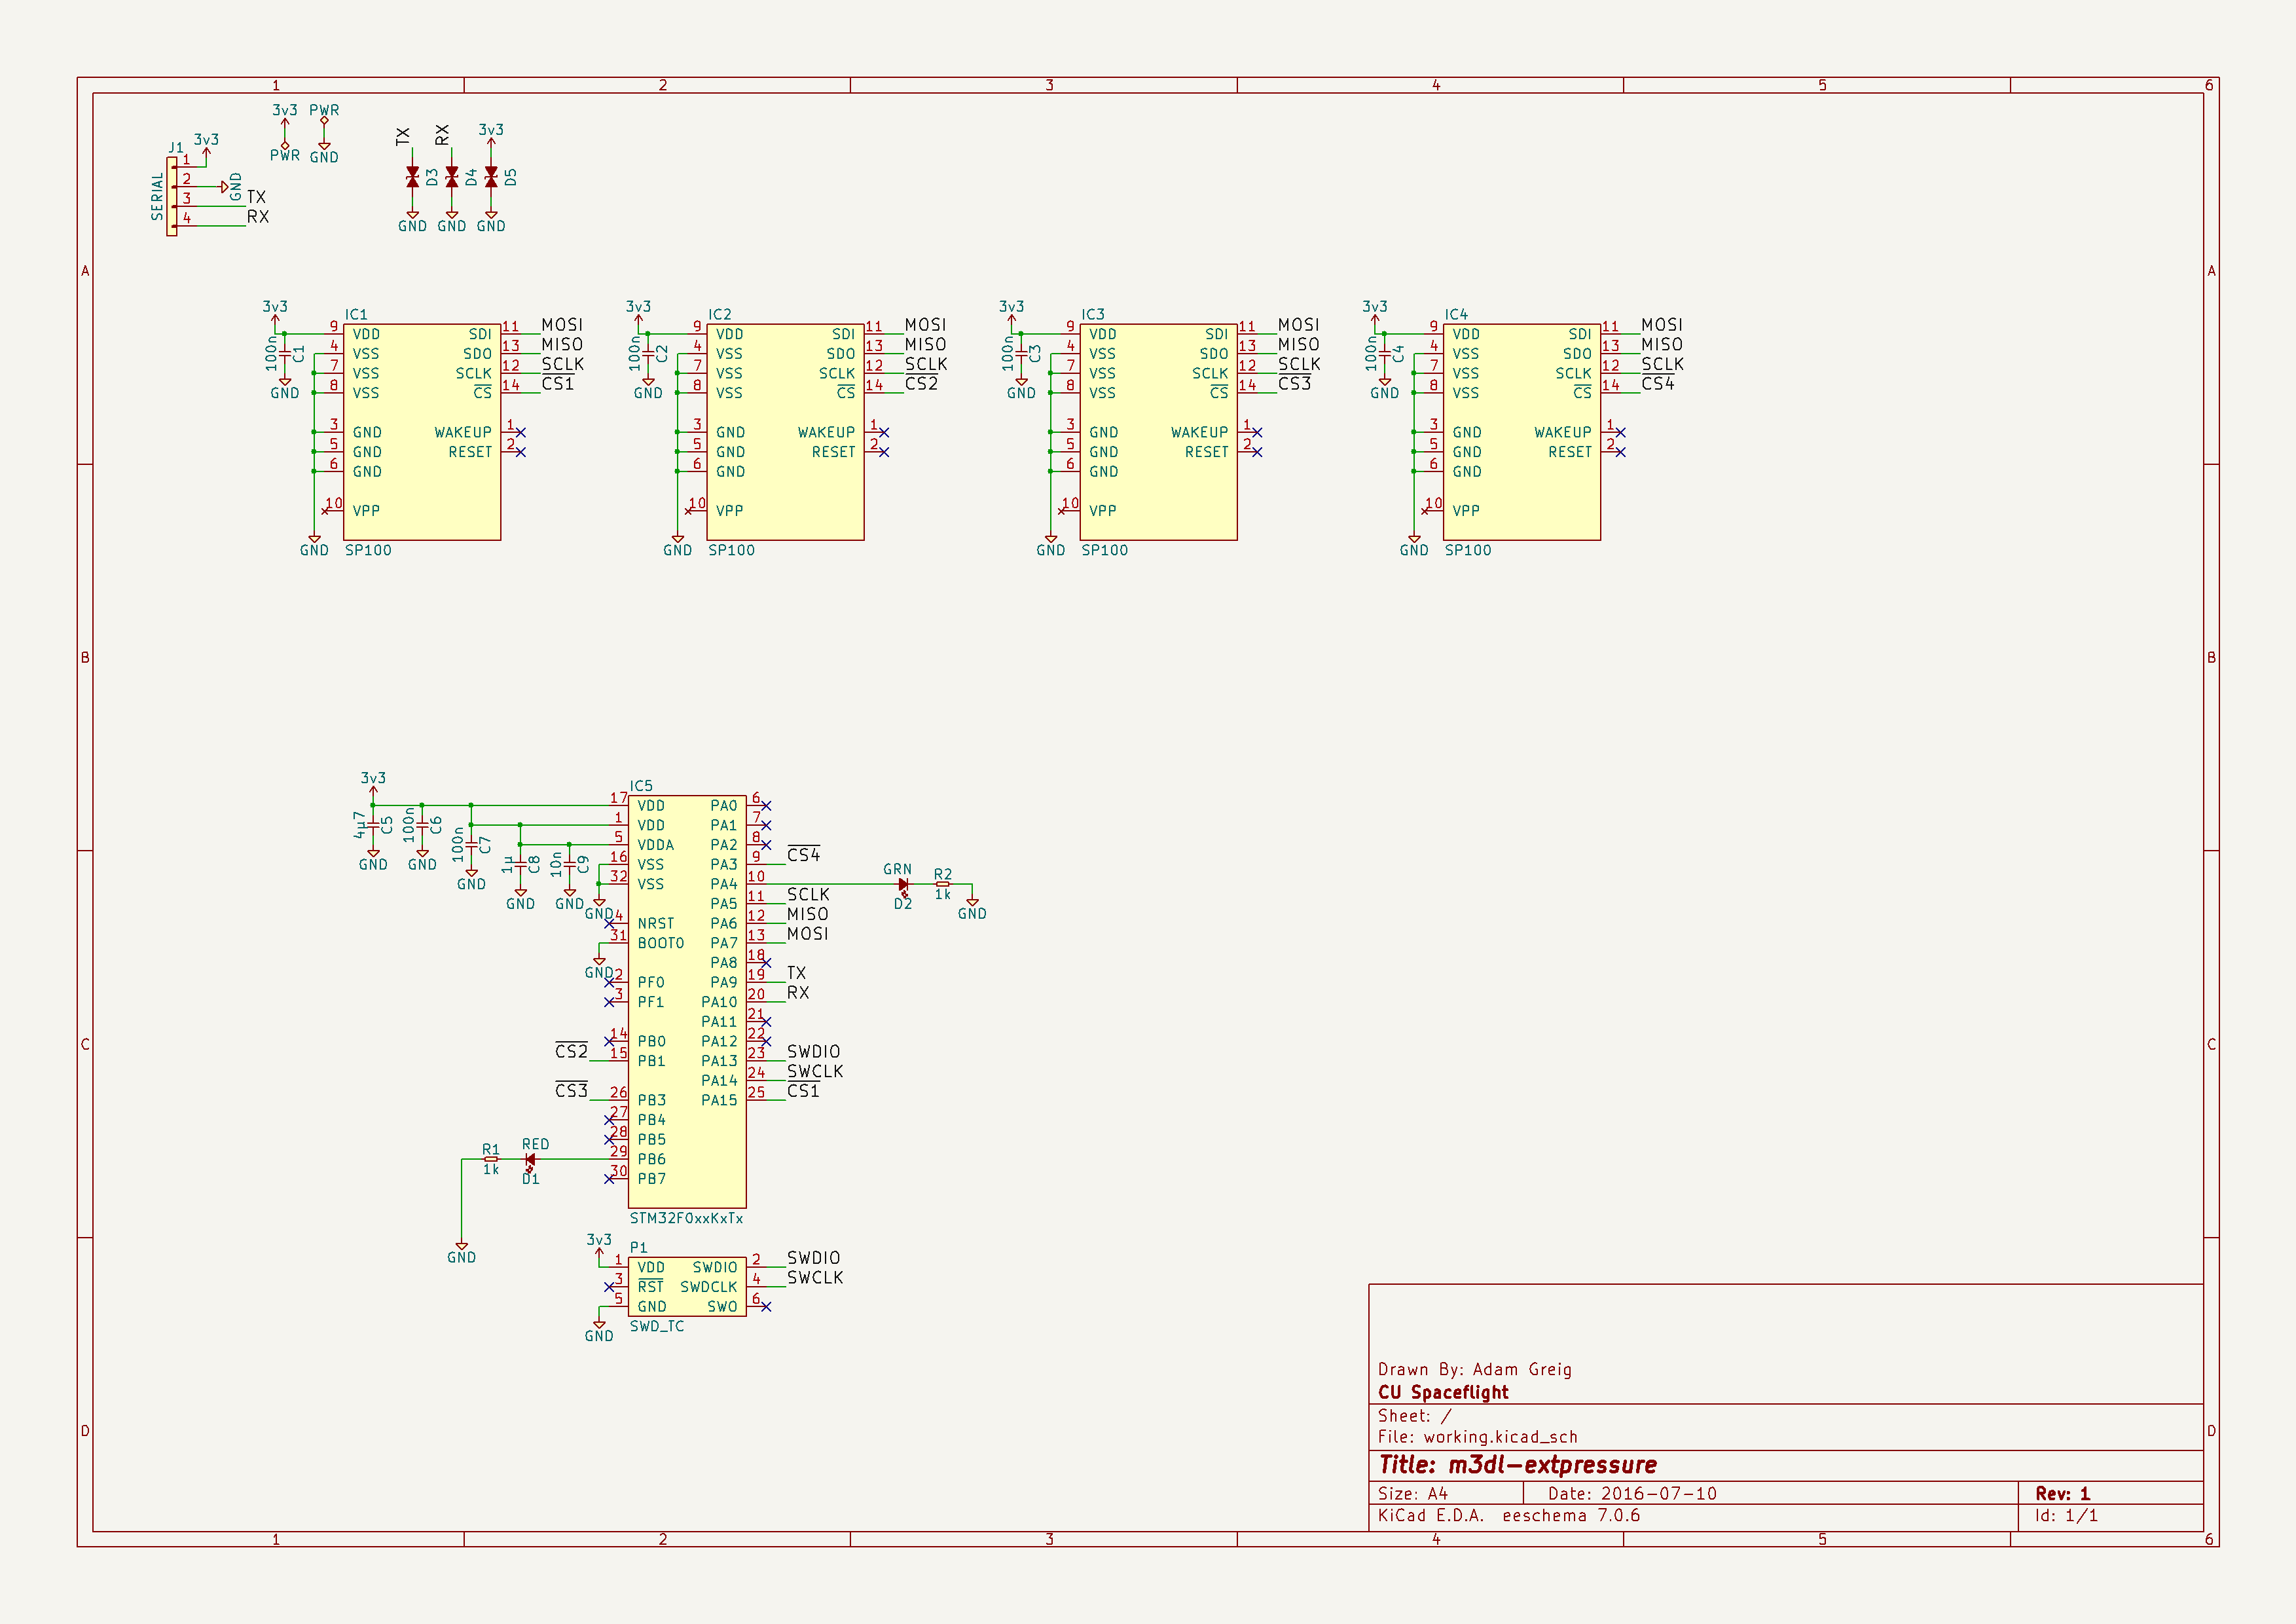 1 2 3 4 5 6
3v3 PWR
PWR GND
J1 3v3
SERIAL
1
2 GND
3 TX
4 RX
TX RX 3v3
D3 D4 D5
GND GND GND
A A
3v3 IC1
100n C1 GND
9 VDD SDI 11 MOSI
4 VSS SDO 13 MISO
7 VSS SCLK 12 SCLK
8 VSS CS 14 CS1
3 GND WAKEUP 1
5 GND RESET 2
6 GND
10 VPP
GND SP100
3v3 IC2
100n C2 GND
9 VDD SDI 11 MOSI
4 VSS SDO 13 MISO
7 VSS SCLK 12 SCLK
8 VSS CS 14 CS2
3 GND WAKEUP 1
5 GND RESET 2
6 GND
10 VPP
GND SP100
3v3 IC3
100n C3 GND
9 VDD SDI 11 MOSI
4 VSS SDO 13 MISO
7 VSS SCLK 12 SCLK
8 VSS CS 14 CS3
3 GND WAKEUP 1
5 GND RESET 2
6 GND
10 VPP
GND SP100
3v3 IC4
100n C4 GND
9 VDD SDI 11 MOSI
4 VSS SDO 13 MISO
7 VSS SCLK 12 SCLK
8 VSS CS 14 CS4
3 GND WAKEUP 1
5 GND RESET 2
6 GND
10 VPP
GND SP100
B B
3v3
4µ7 C5 100n C6 100n C7 1µ C8 10n C9
GND GND GND GND GND GND
IC5
17 VDD PA0 6
1 VDD PA1 7
5 VDDA PA2 8
16 VSS PA3 9 CS4
32 VSS PA4 10
PA5 11 SCLK
4 NRST PA6 12 MISO
31 BOOT0 PA7 13 MOSI
GND PA8 18
2 PF0 PA9 19 TX
3 PF1 PA10 20 RX
PA11 21
14 PB0 PA12 22
CS2 15 PB1 PA13 23 SWDIO
PA14 24 SWCLK
CS3 26 PB3 PA15 25 CS1
27 PB4
28 PB5
29 PB6
30 PB7
STM32F0xxKxTx
GRN D2 R2 1k GND
R1 1k RED D1 GND
C C
3v3 P1
1 VDD SWDIO 2 SWDIO
3 RST SWDCLK 4 SWCLK
5 GND SWO 6
GND SWD_TC
D D
Drawn By: Adam Greig
CU Spaceflight
Sheet: /
File: working.kicad_sch
Title: m3dl-extpressure
Size: A4 Date: 2016-07-10 Rev: 1
KiCad E.D.A. eeschema 7.0.6 Id: 1/1
1 2 3 4 5 6